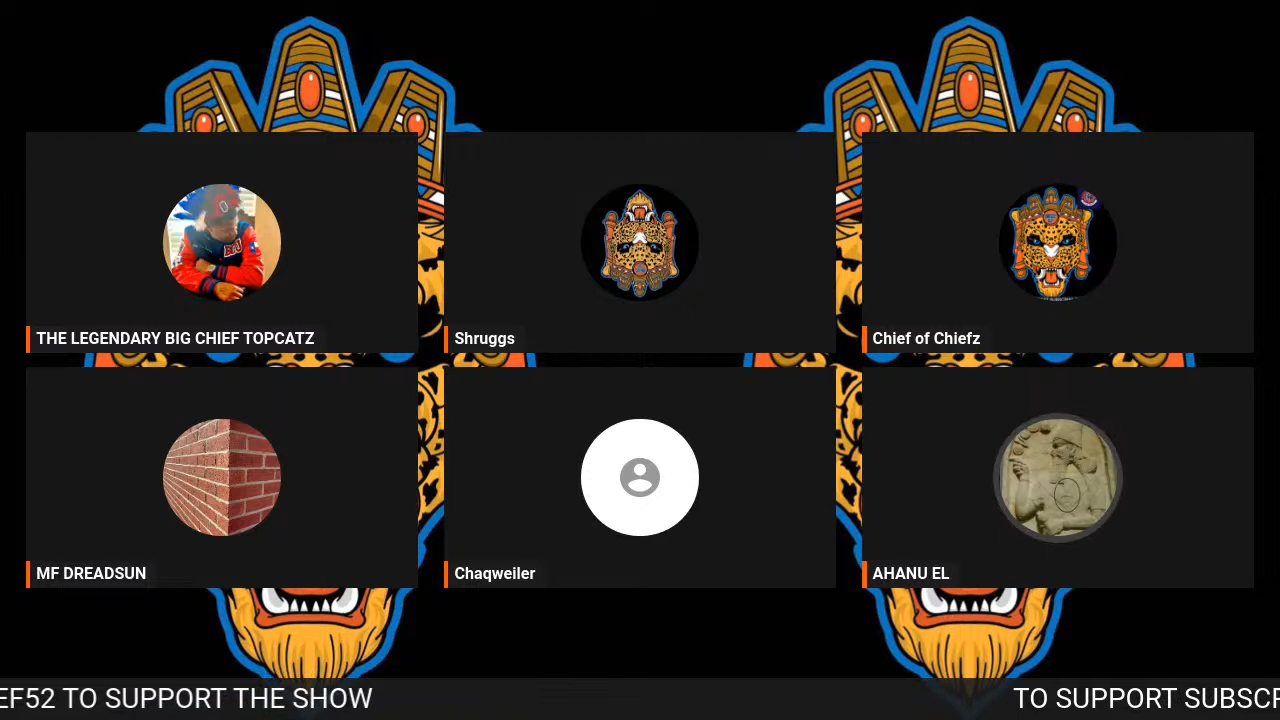 THE LEGENDARY BIG CHIEF TOPCATZ
Shruggs
Chief of Chiefz
MF DREADSUN
Chaqweiler
AHANU EL
EF52 TO SUPPORT THE SHOW
TO SUPPORT SUBSCR